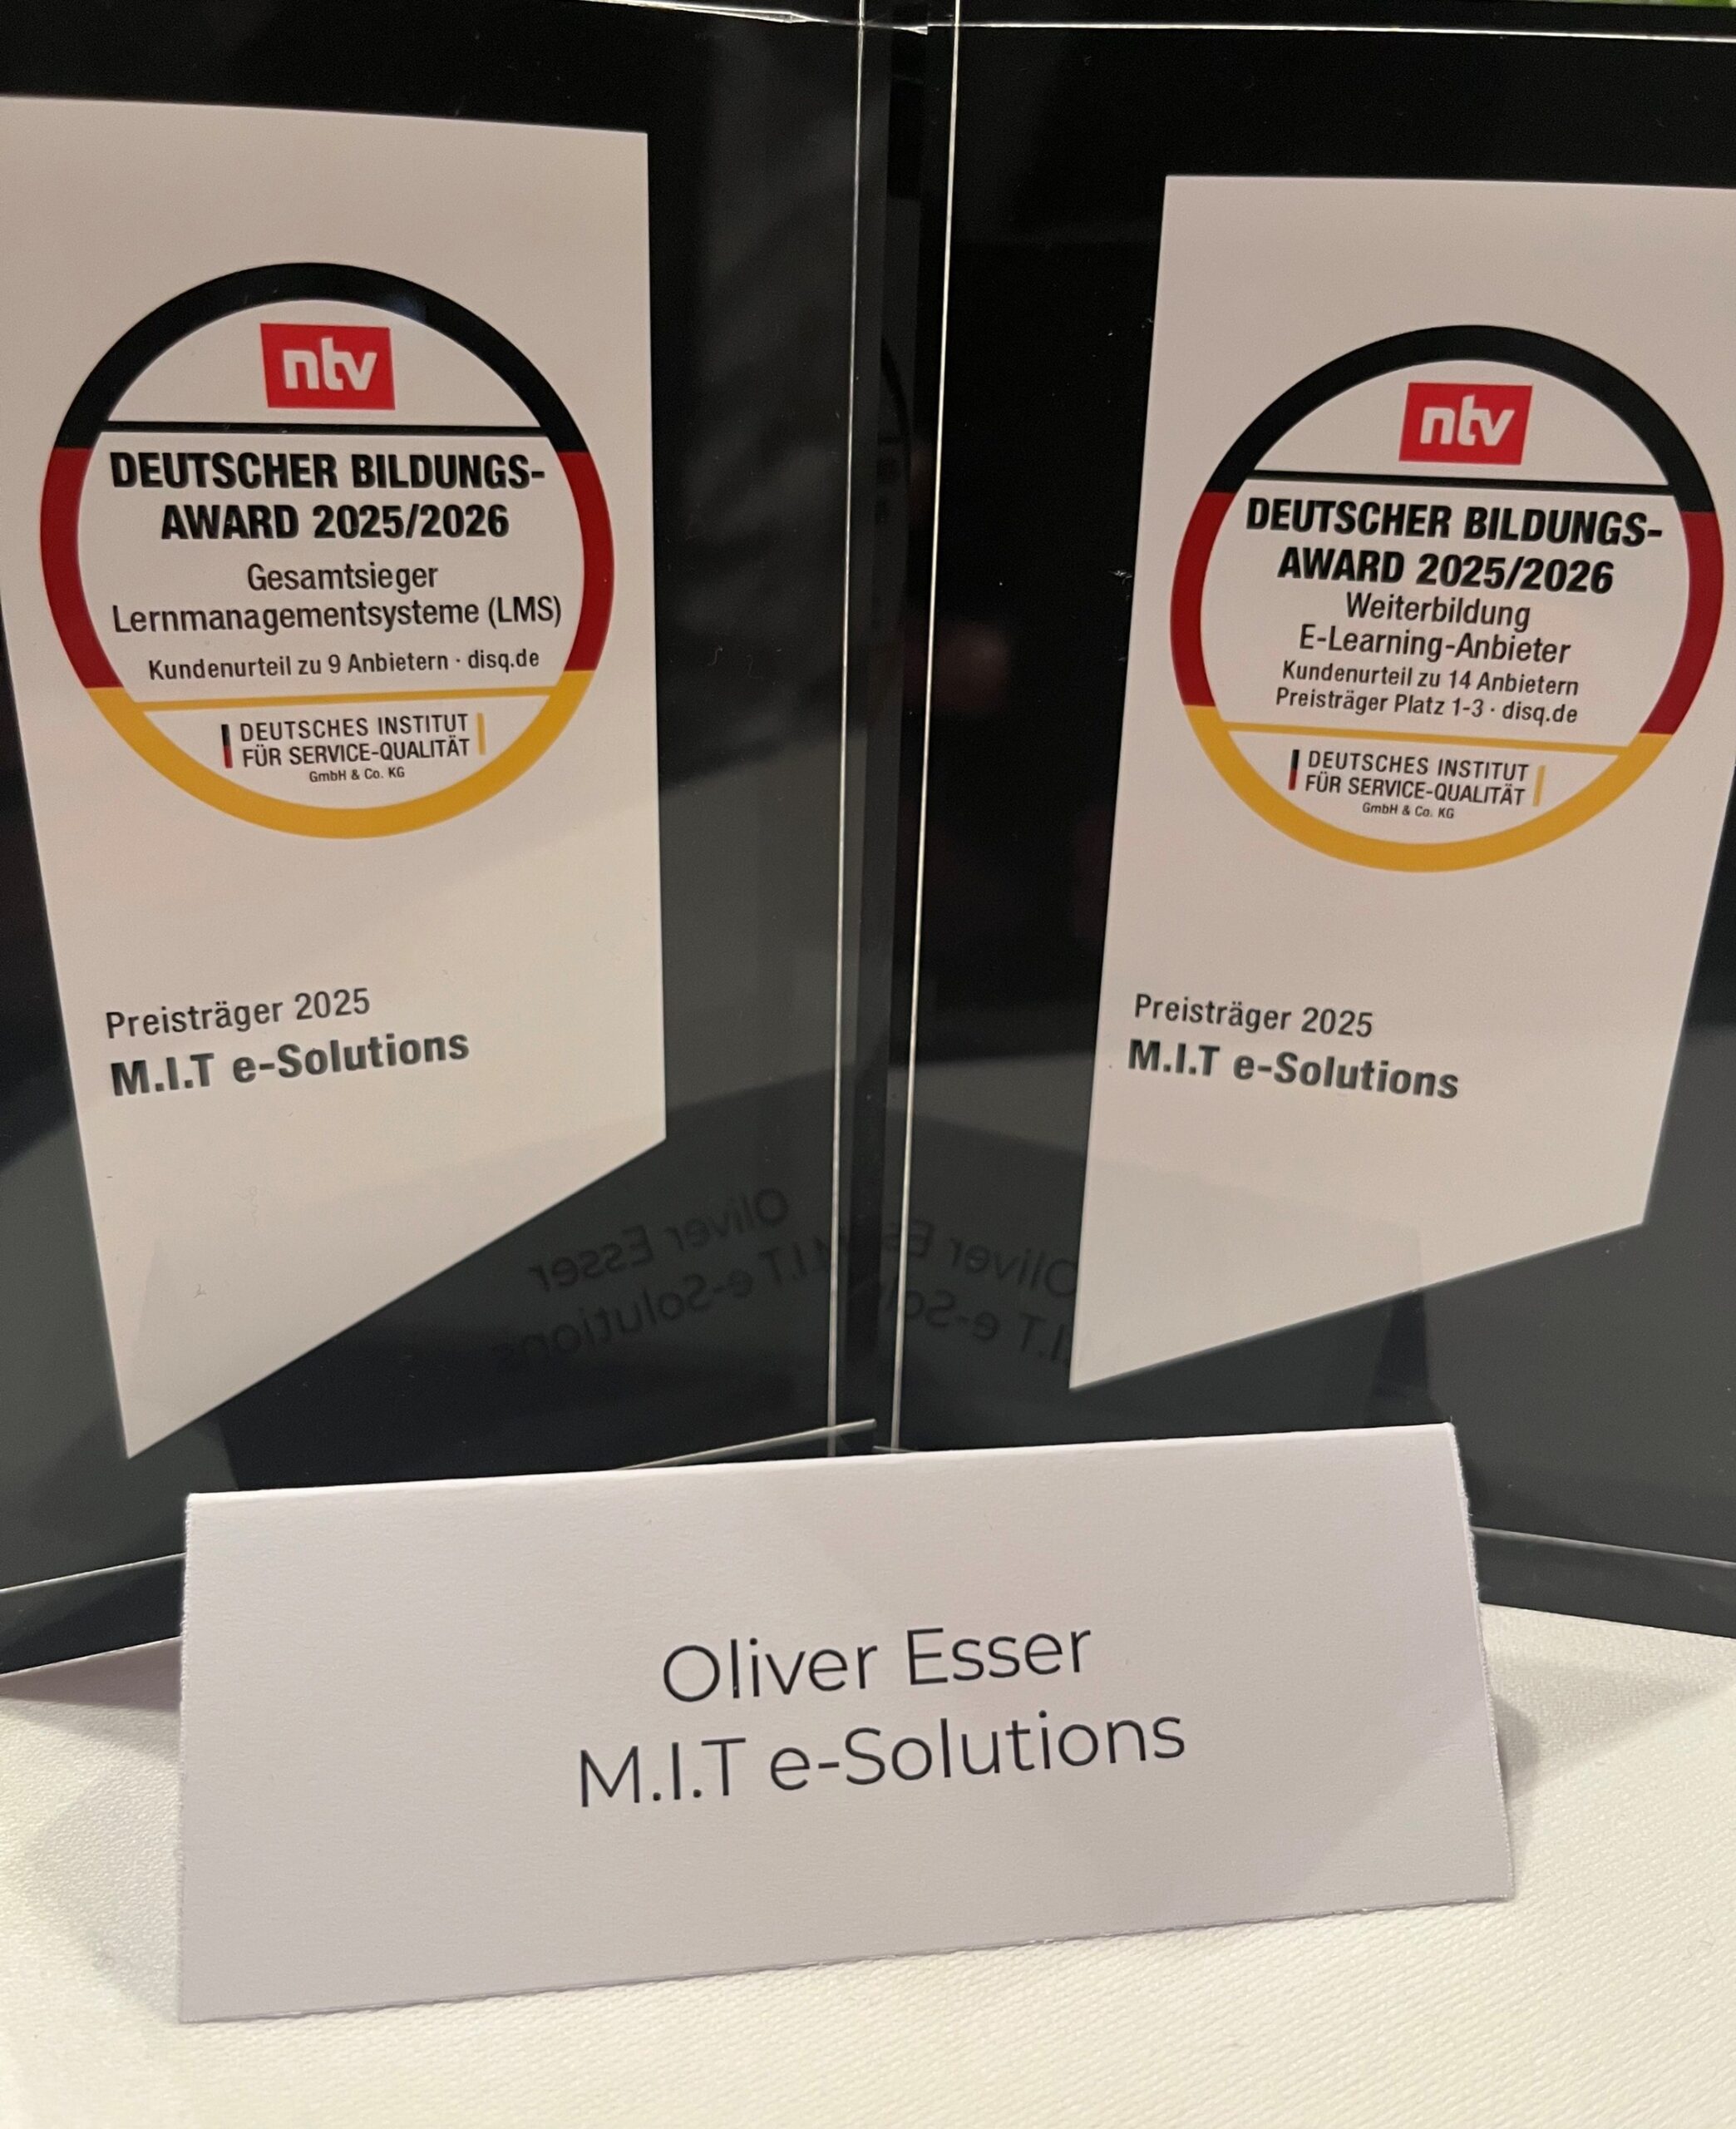 ntv
DEUTSCHER BILDUNGS-
AWARD 2025/2026
Gesamtsieger
Lernmanagementsysteme (LMS)
Kundenurteil zu 9 Anbietern · disq.de
DEUTSCHES INSTITUT
FÜR SERVICE-QUALITÄT
GmbH & Co. KG
Preisträger 2025
M.I.T e-Solutions
ntv
DEUTSCHER BILDUNGS-
AWARD 2025/2026
Weiterbildung
E-Learning-Anbieter
Kundenurteil zu 14 Anbietern
Preisträger Platz 1-3 · disq.de
DEUTSCHES INSTITUT
FÜR SERVICE-QUALITÄT
GmbH & Co. KG
Preisträger 2025
M.I.T e-Solutions
Oliver Esser
M.I.T e-Solutions